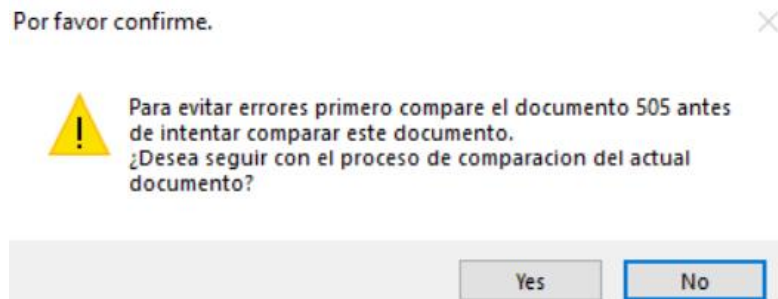 Por favor confirme.
Para evitar errores primero compare el documento 505 antes
de intentar comparar este documento.
¿Desea seguir con el proceso de comparacion del actual
documento?
Yes
No